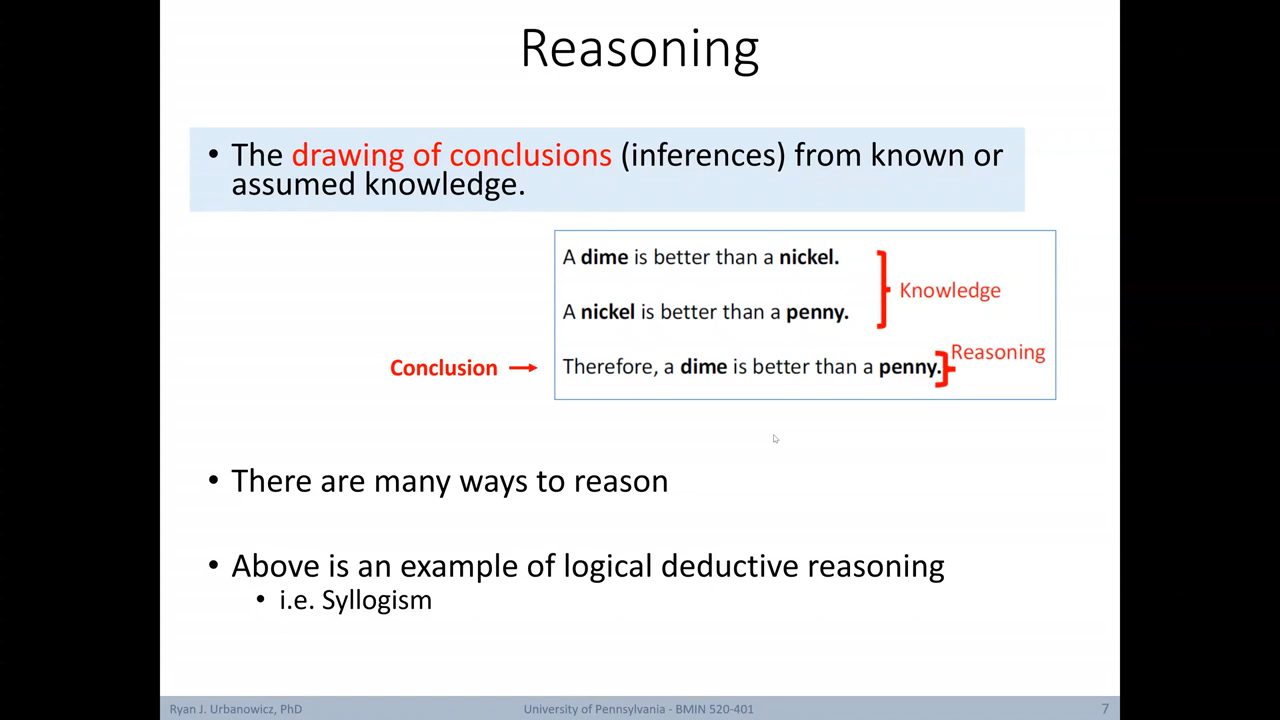 Reasoning
• The drawing of conclusions (inferences) from known or
assumed knowledge.
A dime is better than a nickel.
A nickel is better than a penny.
Knowledge
Conclusion → Therefore, a dime is better than a penny.
Reasoning
• There are many ways to reason
• Above is an example of logical deductive reasoning
• i.e. Syllogism
Ryan J. Urbanowicz, PhD
University of Pennsylvania - BMIN 520-401
7